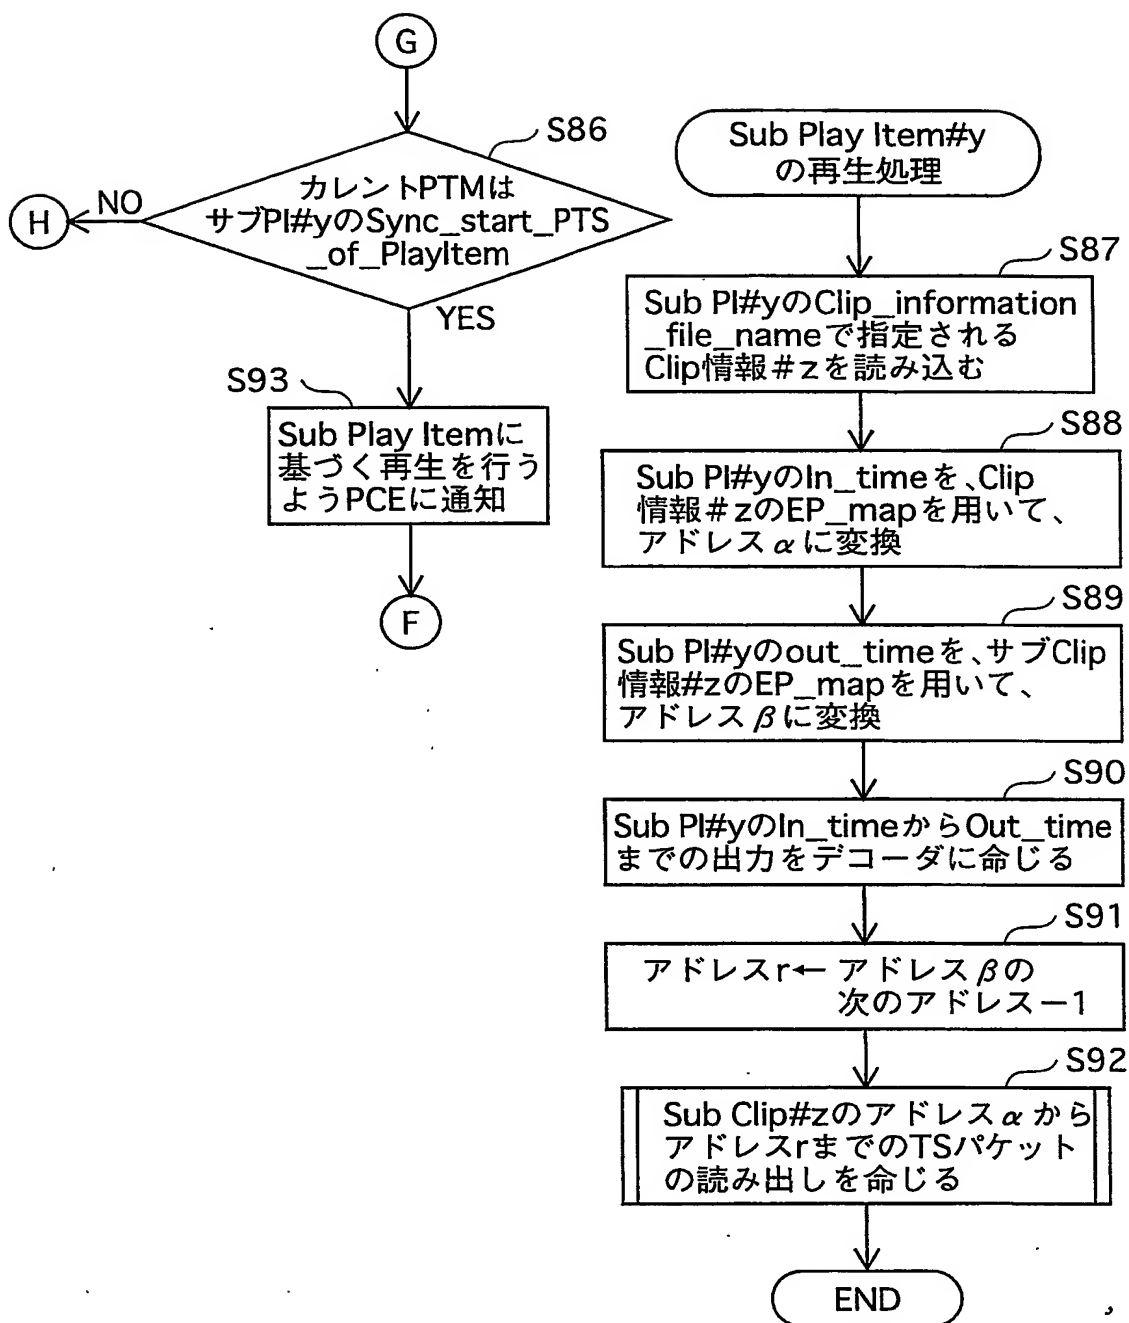 G
S86
カレントPTMは
サブPI#yのSync_start_PTS
_of_PlayItem
NO
H
YES
S93
Sub Play Itemに
基づく再生を行う
ようPCEに通知
F
Sub Play Item#y
の再生処理
S87
Sub PI#yのClip_information
_file_nameで指定される
Clip情報#zを読み込む
S88
Sub PI#yのIn_timeを、Clip
情報#zのEP_mapを用いて、
アドレスαに変換
S89
Sub PI#yのout_timeを、サブClip
情報#zのEP_mapを用いて、
アドレスβに変換
S90
Sub PI#yのIn_timeからOut_time
までの出力をデコーダに命じる
S91
アドレスr← アドレスβの
次のアドレスー1
S92
Sub Clip#zのアドレスαから
アドレスrまでのTSパケット
の読み出しを命じる
END